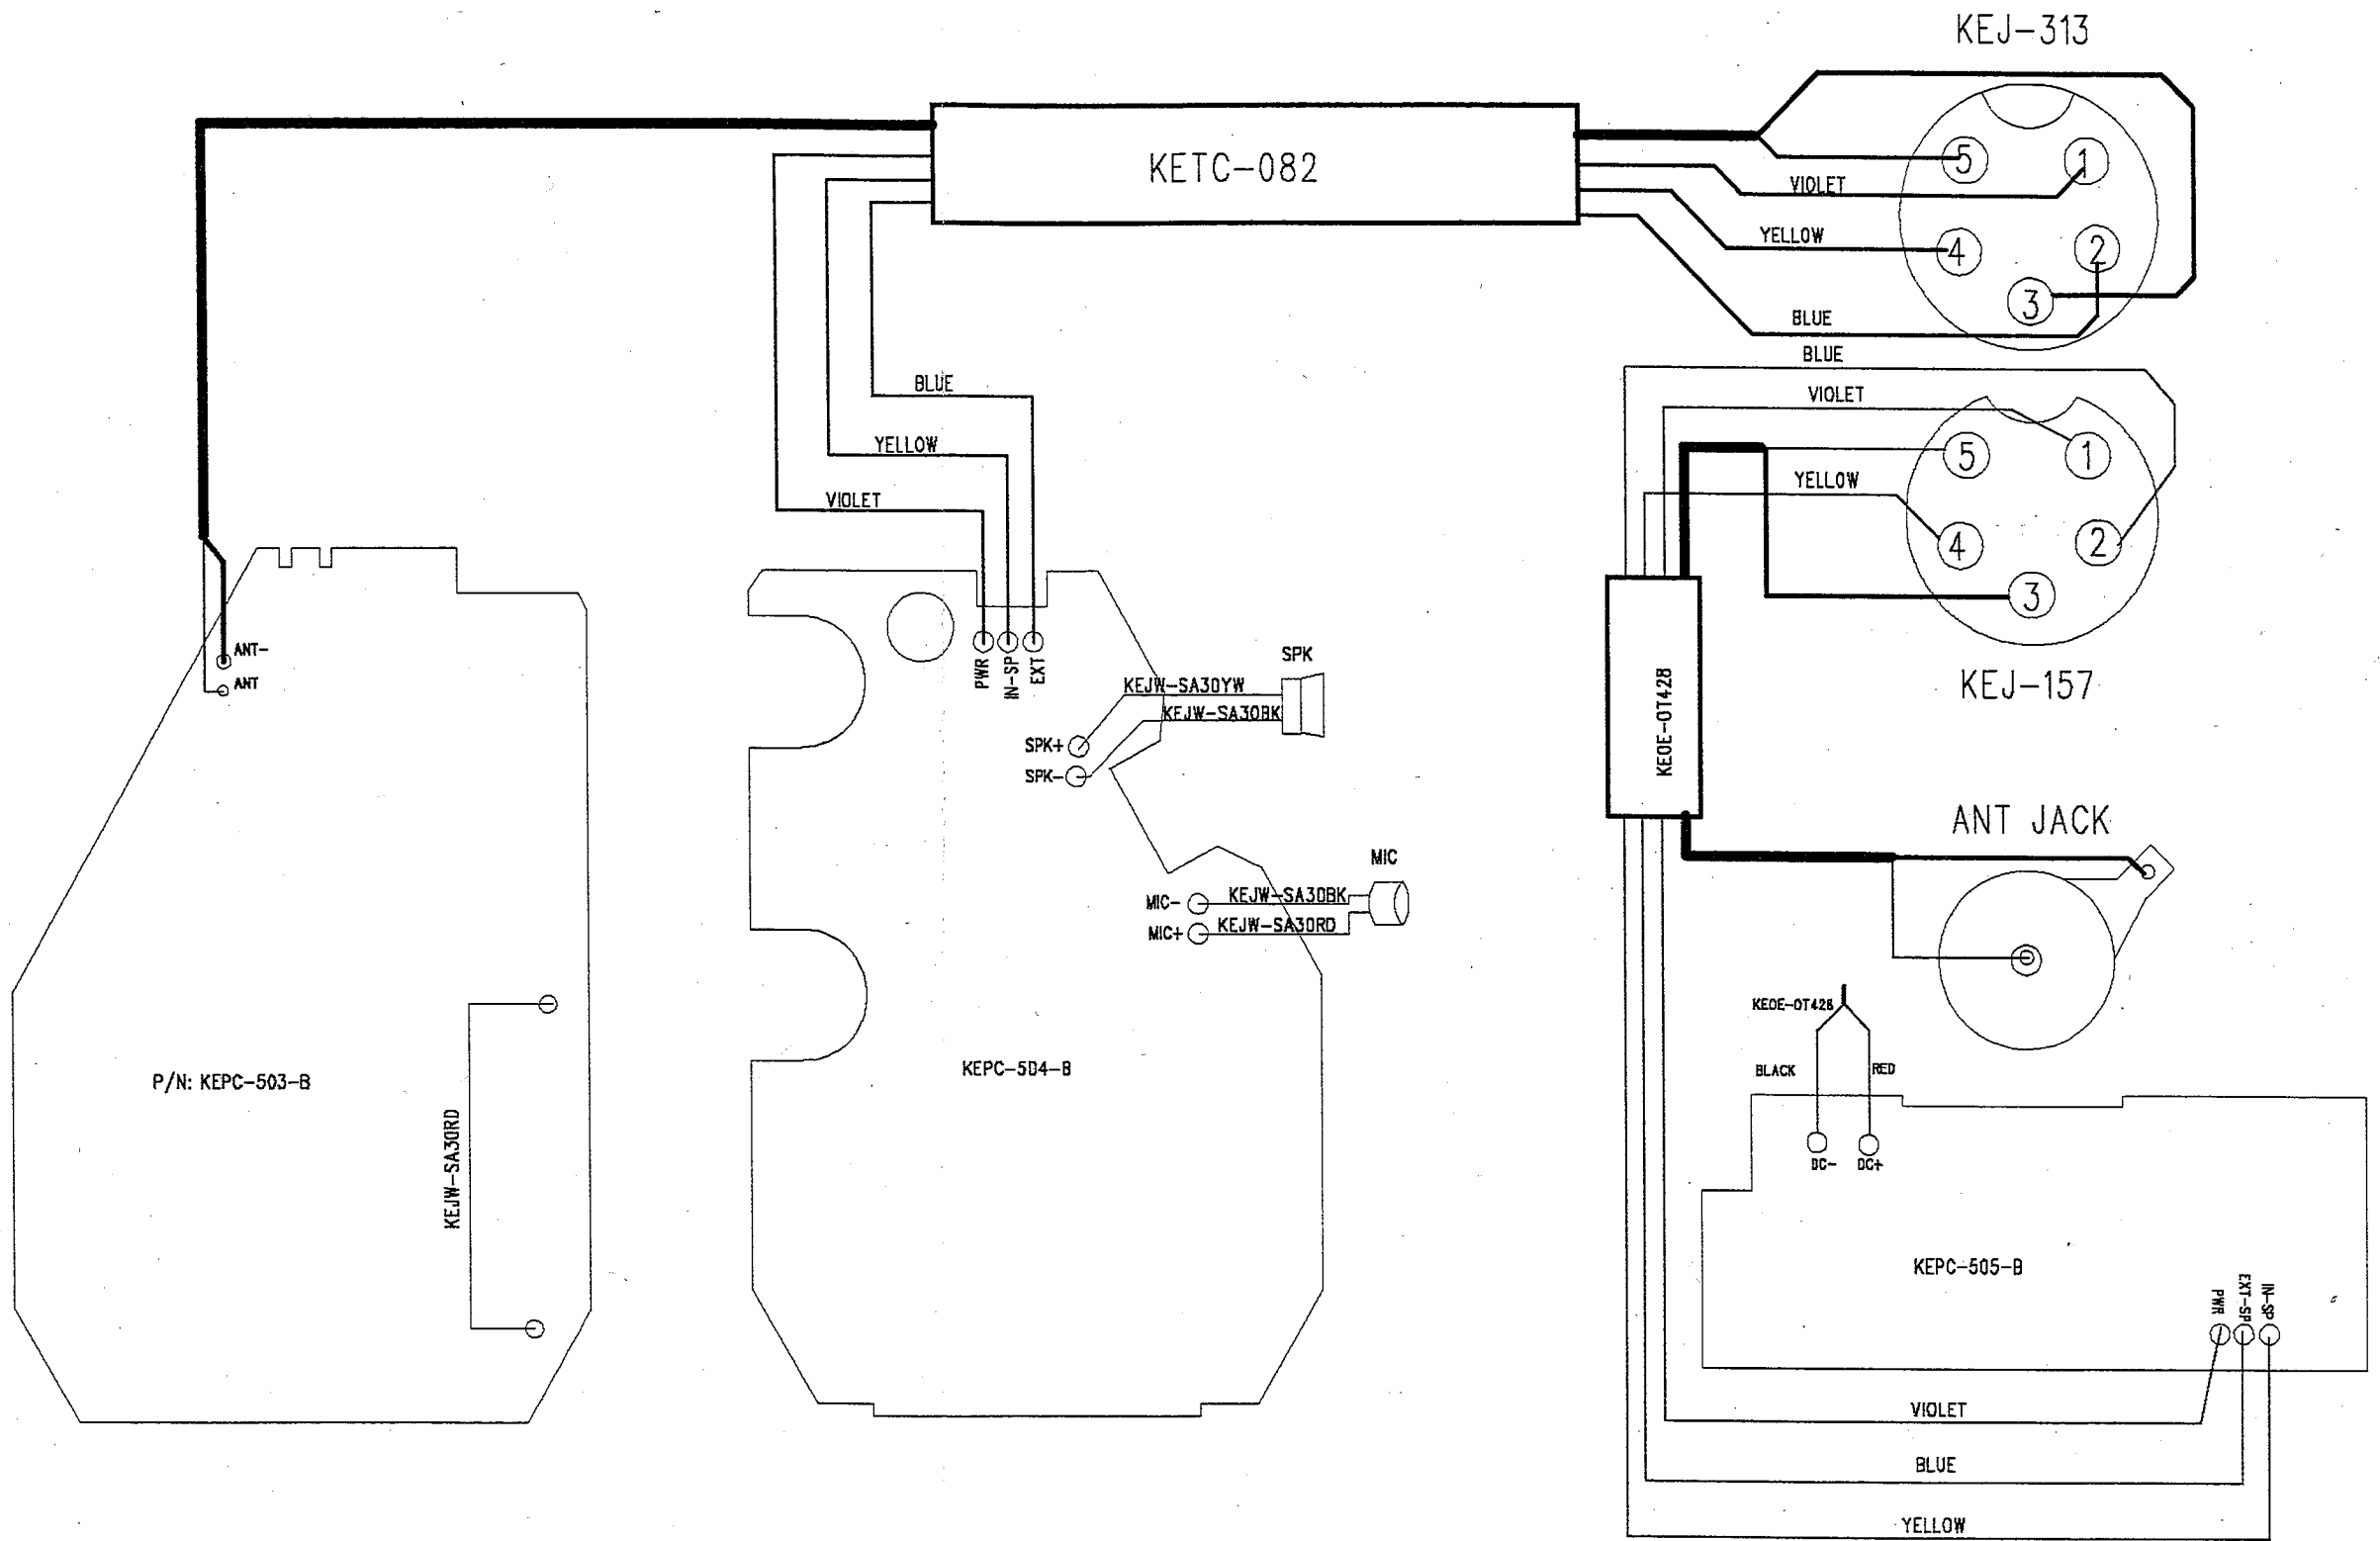 KEJ-313
KETC-082
5
1
VIOLET
YELLOW
4
2
3
BLUE
BLUE
VIOLET
5
1
YELLOW
4
2
3
KEJ-157
BLUE
YELLOW
VIOLET
ANT-
ANT
PWR
IN-SP
EXT
SPK
KEJW-SA30YW
KEJW-SA30BK
SPK+
SPK-
MIC
MIC-
KEJW-SA30BK
MIC+
KEJW-SA30RD
KEOE-OT428
ANT JACK
KEOE-OT428
BLACK
RED
DC-
DC+
P/N: KEPC-503-B
KEJW-SA30RD
KEPC-504-B
KEPC-505-B
PWR
EXT-SP
IN-SP
VIOLET
BLUE
YELLOW